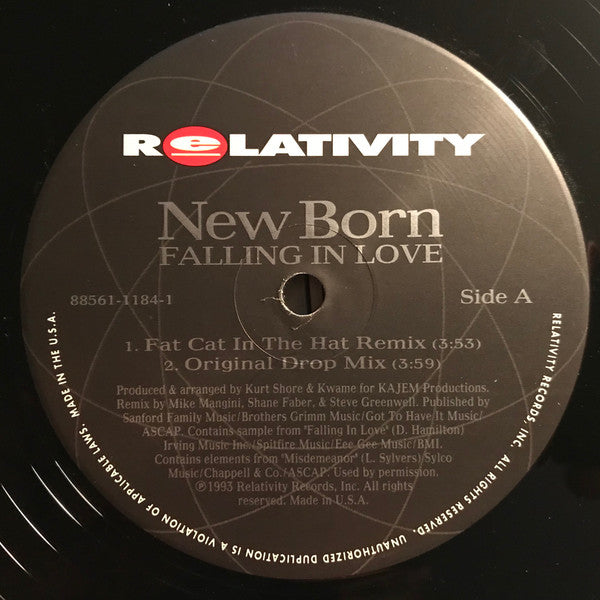 RELATIVITY
New Born
FALLING IN LOVE
88561-1184-1
Side A
1. Fat Cat In The Hat Remix (3:53)
2. Original Drop Mix (3:59)
Produced & arranged by Kurt Shore & Kwame for KAJEM Productions.
Remix by Mike Mangini, Shane Faber, & Steve Greenwell. Published by
Sanford Family Music/Brothers Grimm Music/Got To Have It Music/
ASCAP. Contains sample from "Falling In Love" (D. Hamilton)
Irving Music Inc/Spitfire Music/Eee Gee Music/BMI.
Contains elements from "Misdemeanor" (L. Sylvers) Sylco
Music/Chappell & Co./ASCAP. Used by permission.
℗1993 Relativity Records, Inc. All rights
reserved. Made in U.S.A.
RELATIVITY RECORDS, INC. ALL RIGHTS RESERVED. UNAUTHORIZED DUPLICATION IS A VIOLATION OF APPLICABLE LAWS. MADE IN THE U.S.A.